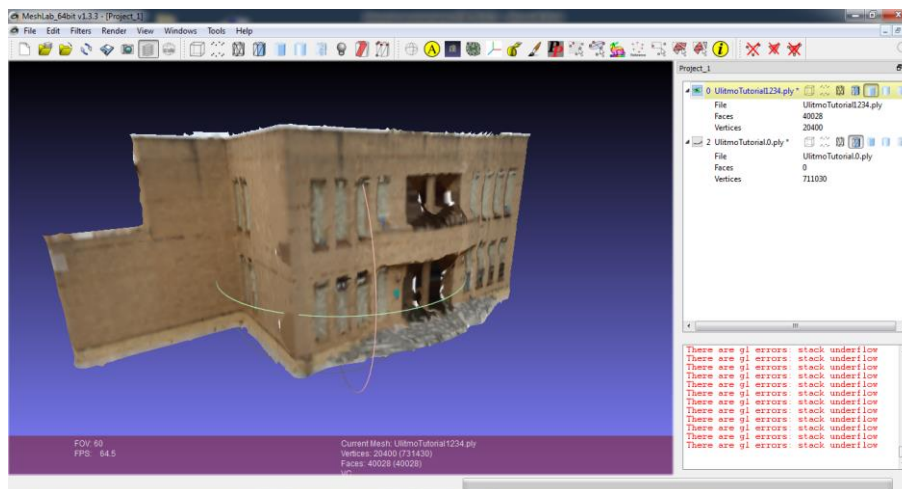 MeshLab_64bit v1.3.3 - [Project_1]
File Edit Filters Render View Windows Tools Help
Project_1
0 UlitmoTutorial1234.ply *
File UlitmoTutorial1234.ply
Faces 40028
Vertices 20400
2 UlitmoTutorial.0.ply *
File UlitmoTutorial.0.ply
Faces 0
Vertices 711030
There are gl errors: stack underflow
There are gl errors: stack underflow
There are gl errors: stack underflow
There are gl errors: stack underflow
There are gl errors: stack underflow
There are gl errors: stack underflow
There are gl errors: stack underflow
There are gl errors: stack underflow
There are gl errors: stack underflow
There are gl errors: stack underflow
There are gl errors: stack underflow
There are gl errors: stack underflow
FOV: 60
FPS: 64.5
Current Mesh: UlitmoTutorial1234.ply
Vertices: 20400 (731430)
Faces: 40028 (40028)
VC